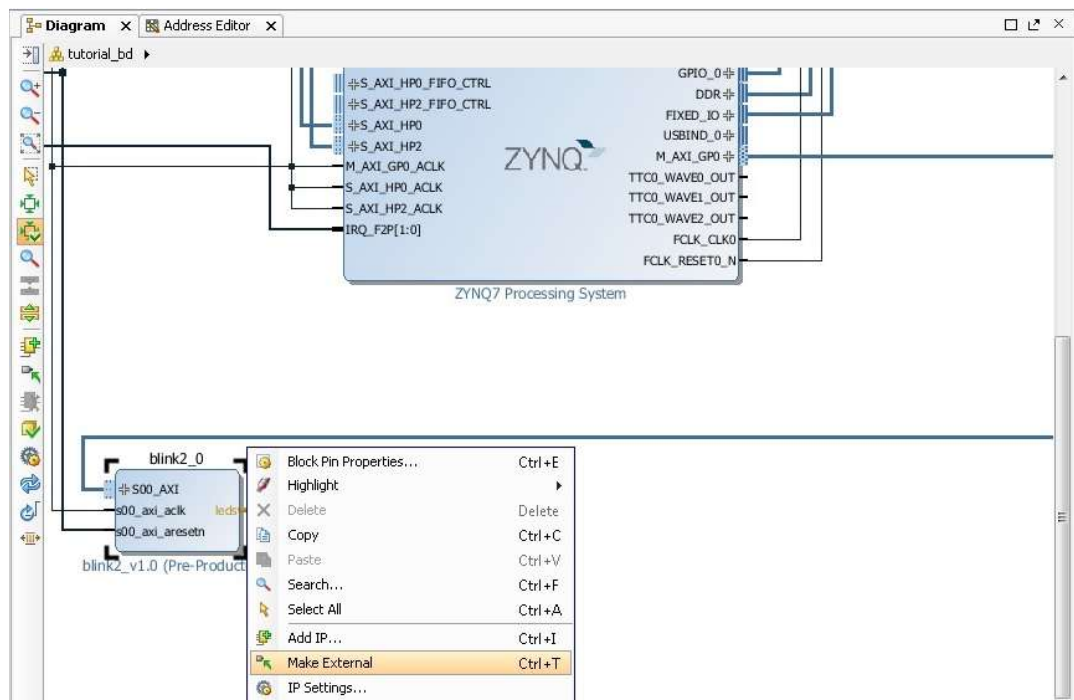 Diagram X Address Editor X
tutorial_bd
S_AXI_HP0_FIFO_CTRL
S_AXI_HP2_FIFO_CTRL
S_AXI_HP0
S_AXI_HP2
M_AXI_GP0_ACLK
S_AXI_HP0_ACLK
S_AXI_HP2_ACLK
IRQ_F2P[1:0]
ZYNQ
GPIO_0
DDR
FIXED_IO
USBIND_0
M_AXI_GP0
TTC0_WAVE0_OUT
TTC0_WAVE1_OUT
TTC0_WAVE2_OUT
FCLK_CLK0
FCLK_RESET0_N
ZYNQ7 Processing System
blink2_0
S00_AXI
s00_axi_aclk
s00_axi_aresetn
leds
blink2_v1.0 (Pre-Product
Block Pin Properties... Ctrl+E
Highlight
Delete Delete
Copy Ctrl+C
Paste Ctrl+V
Search... Ctrl+F
Select All Ctrl+A
Add IP... Ctrl+I
Make External Ctrl+T
IP Settings...